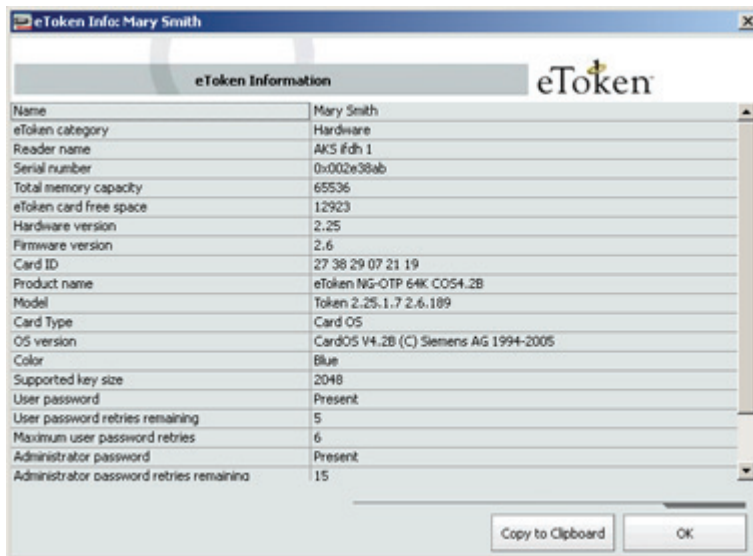 eToken Info: Mary Smith
eToken Information
eToken
Name Mary Smith
eToken category Hardware
Reader name AKS ifdh 1
Serial number 0x002e38ab
Total memory capacity 65536
eToken card free space 12923
Hardware version 2.25
Firmware version 2.6
Card ID 27 38 29 07 21 19
Product name eToken NG-OTP 64K COS4.2B
Model Token 2.25.1.7 2.6.189
Card Type Card OS
OS version CardOS V4.2B (C) Siemens AG 1994-2005
Color Blue
Supported key size 2048
User password Present
User password retries remaining 5
Maximum user password retries 6
Administrator password Present
Administrator password retries remaining 15
Copy to Clipboard OK